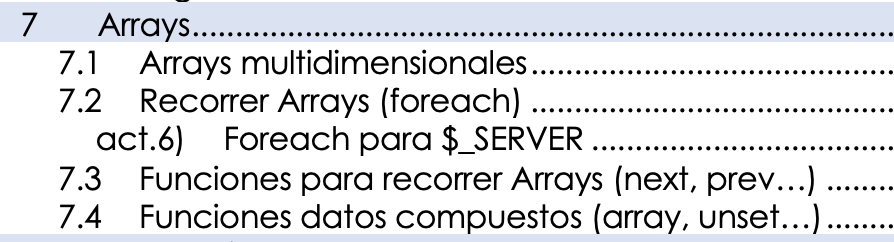 7 Arrays................................................................................
7.1 Arrays multidimensionales.................................................
7.2 Recorrer Arrays (foreach) .................................................
act.6) Foreach para $_SERVER ........................................
7.3 Funciones para recorrer Arrays (next, prev...) .......
7.4 Funciones datos compuestos (array, unset...).......